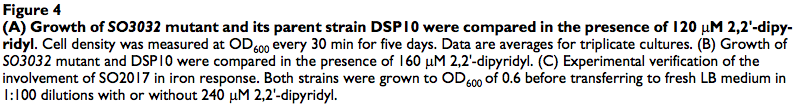 Figure 4
(A) Growth of SO3032 mutant and its parent strain DSP10 were compared in the presence of 120 μM 2,2'-dipy-
ridyl. Cell density was measured at OD600 every 30 min for five days. Data are averages for triplicate cultures. (B) Growth of
SO3032 mutant and DSP10 were compared in the presence of 160 μM 2,2'-dipyridyl. (C) Experimental verification of the
involvement of SO2017 in iron response. Both strains were grown to OD600 of 0.6 before transferring to fresh LB medium in
1:100 dilutions with or without 240 μM 2,2'-dipyridyl.